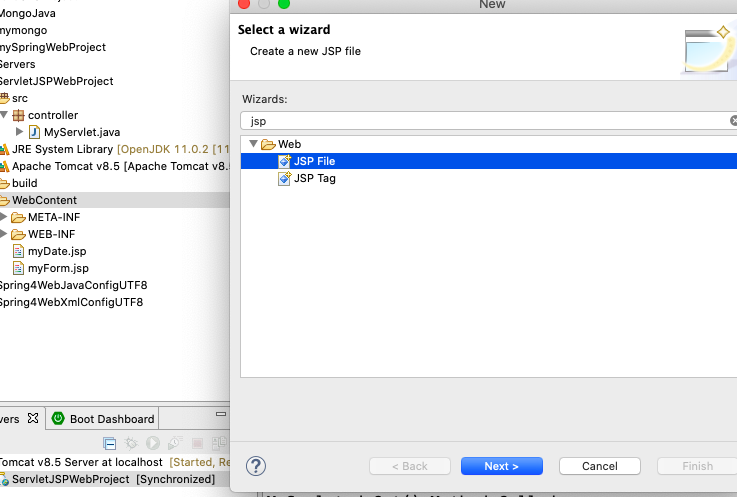 MongoJava
mymongo
mySpringWebProject
Servers
ServletJSPWebProject
src
controller
MyServlet.java
JRE System Library [OpenJDK 11.0.2 [11
Apache Tomcat v8.5 [Apache Tomcat v8.5]
build
WebContent
META-INF
WEB-INF
myDate.jsp
myForm.jsp
Spring4WebJavaConfigUTF8
Spring4WebXmlConfigUTF8
vers
Boot Dashboard
Tomcat v8.5 Server at localhost [Started, Re
ServletJSPWebProject [Synchronized]
New
Select a wizard
Create a new JSP file
Wizards:
jsp
Web
JSP File
JSP Tag
?
< Back
Next >
Cancel
Finish